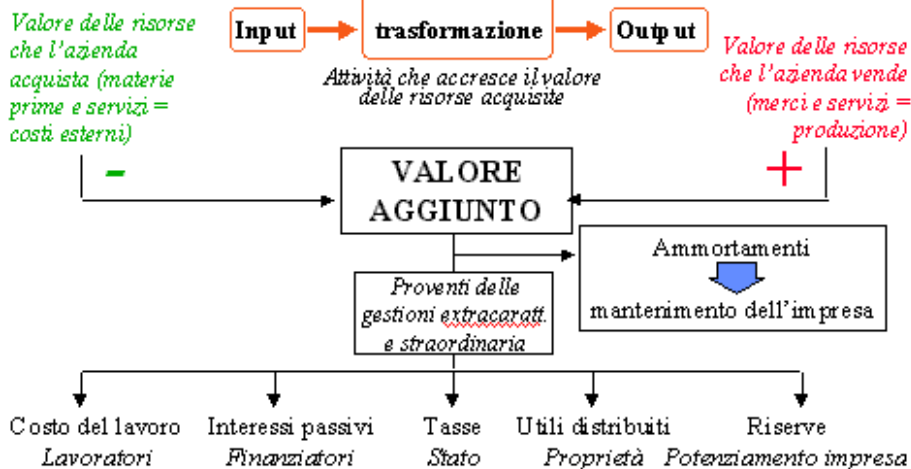 Valore delle risorse
che l'azienda
acquista (materie
prime e servizi =
costi esterni)
Input
trasformazione
Output
Attività che accresce il valore
delle risorse acquisite
Valore delle risorse
che l'azienda vende
(merci e servizi =
produzione)
-
+
VALORE
AGGIUNTO
Ammortamenti
mantenimento dell'impresa
Proventi delle
gestioni extracaratt.
e straordinaria
Costo del lavoro
Lavoratori
Interessi passivi
Finanziatori
Tasse
Stato
Utili distribuiti
Proprietà
Riserve
Potenziamento impresa